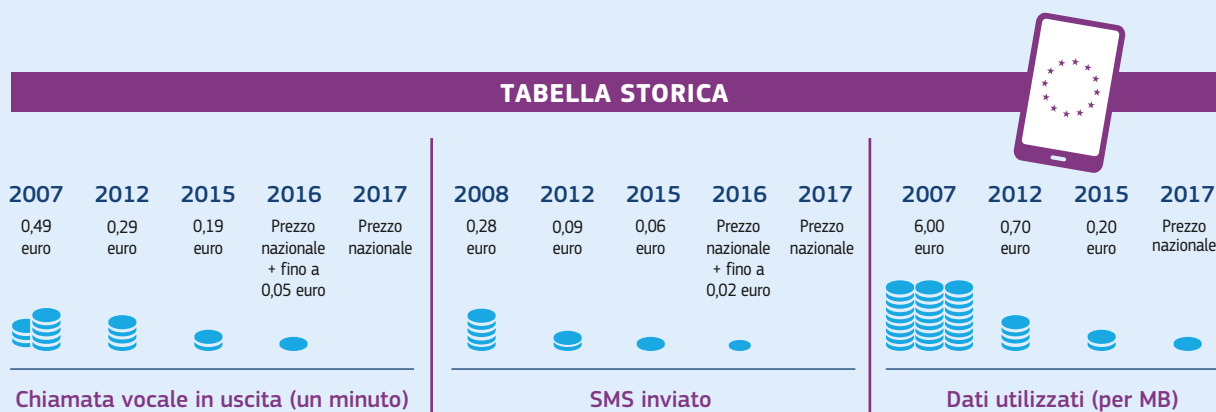 TABELLA STORICA
2007 2012 2015 2016 2017
0,49 0,29 0,19 Prezzo Prezzo
euro euro euro nazionale nazionale
+ fino a
0,05 euro
Chiamata vocale in uscita (un minuto)
2008 2012 2015 2016 2017
0,28 0,09 0,06 Prezzo Prezzo
euro euro euro nazionale nazionale
+ fino a
0,02 euro
SMS inviato
2007 2012 2015 2017
6,00 0,70 0,20 Prezzo
euro euro euro nazionale
Dati utilizzati (per MB)